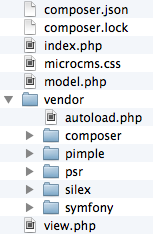 composer.json
composer.lock
index.php
microcms.css
model.php
vendor
autoload.php
composer
pimple
psr
silex
symfony
view.php